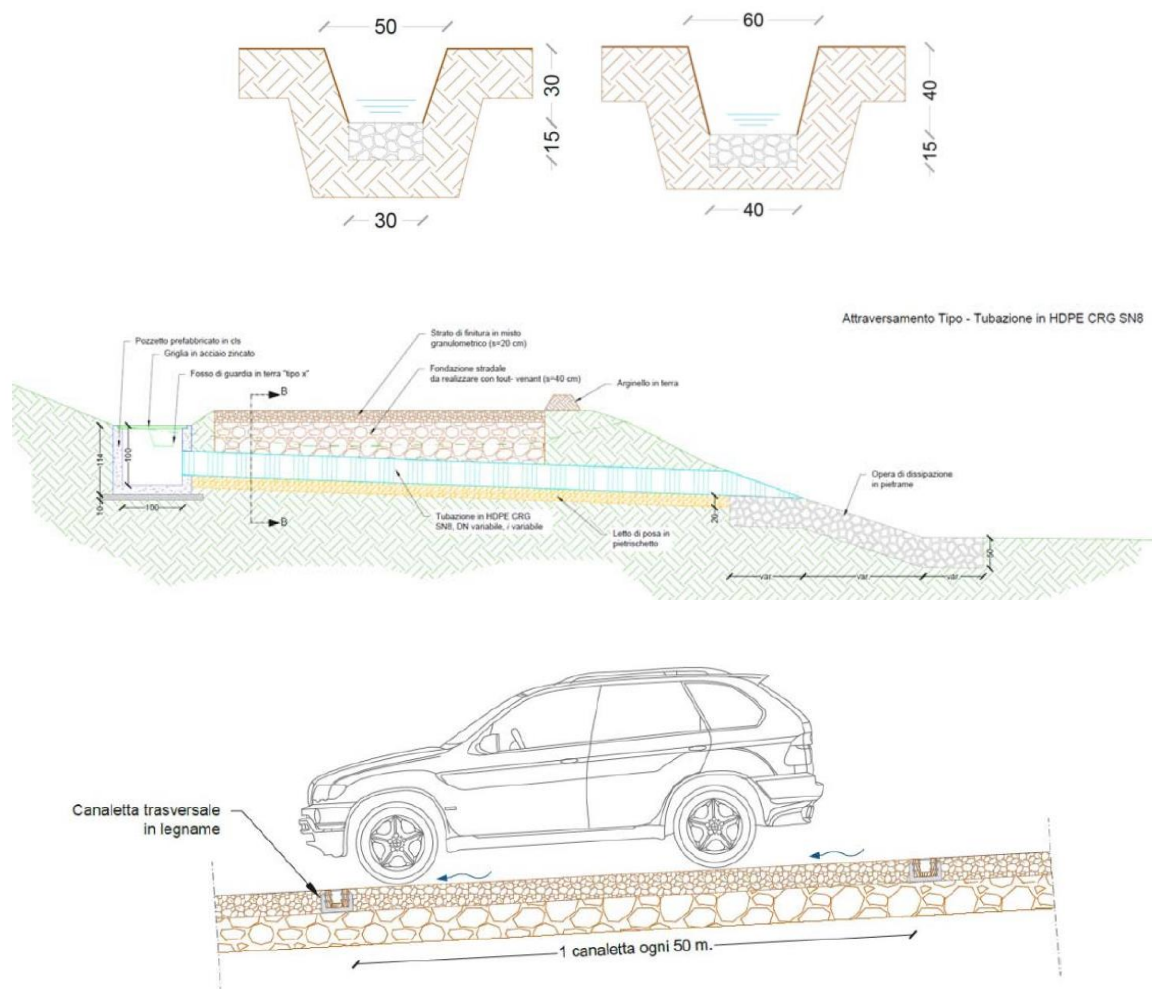 50
30
15
30
60
40
15
40
Attraversamento Tipo - Tubazione in HDPE CRG SN8
Pozzetto prefabbricato in cls
Griglia in acciaio zincato
Fosso di guardia in terra "tipo x"
Strato di finitura in misto
granulometrico (s=20 cm)
Fondazione stradale
da realizzare con tout- venant (s=40 cm)
Arginello in terra
B
B
114
100
10
100
Tubazione in HDPE CRG
SN8, DN variabile, i variabile
Letto di posa in
pietrischetto
20
Opera di dissipazione
in pietrame
50
var.
var.
var.
Canaletta trasversale
in legname
1 canaletta ogni 50 m.